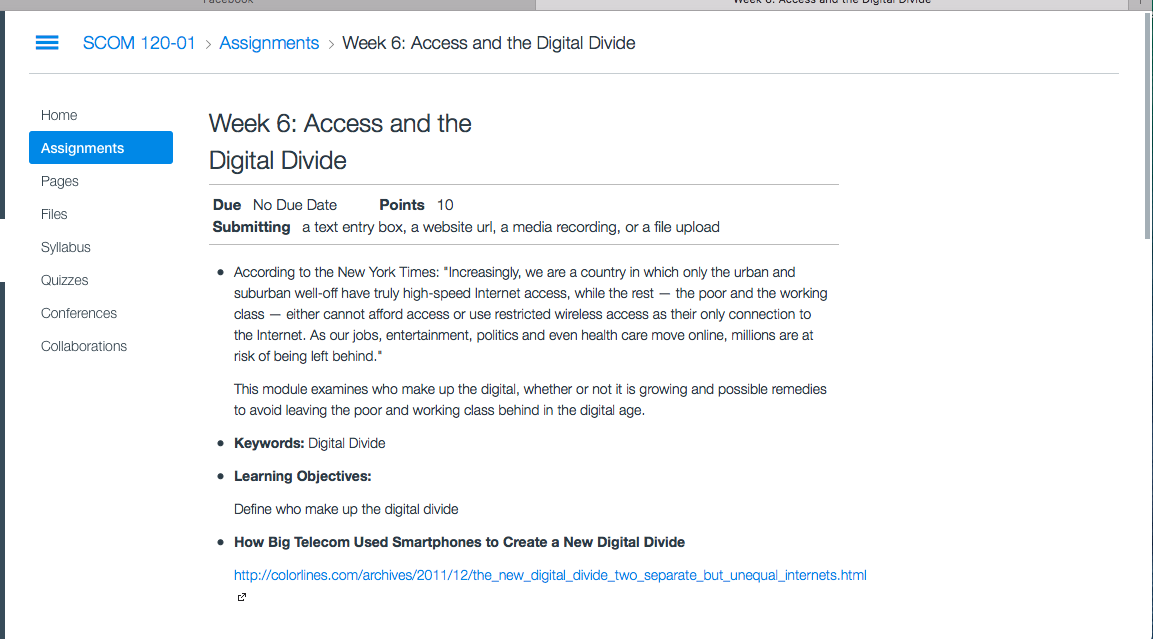 Facebook
Week 6: Access and the Digital Divide
SCOM 120-01 > Assignments > Week 6: Access and the Digital Divide
Home
Assignments
Pages
Files
Syllabus
Quizzes
Conferences
Collaborations
Week 6: Access and the
Digital Divide
Due No Due Date Points 10
Submitting a text entry box, a website url, a media recording, or a file upload
• According to the New York Times: "Increasingly, we are a country in which only the urban and
suburban well-off have truly high-speed Internet access, while the rest — the poor and the working
class — either cannot afford access or use restricted wireless access as their only connection to
the Internet. As our jobs, entertainment, politics and even health care move online, millions are at
risk of being left behind."
This module examines who make up the digital, whether or not it is growing and possible remedies
to avoid leaving the poor and working class behind in the digital age.
• Keywords: Digital Divide
• Learning Objectives:
Define who make up the digital divide
• How Big Telecom Used Smartphones to Create a New Digital Divide
http://colorlines.com/archives/2011/12/the_new_digital_divide_two_separate_but_unequal_internets.html